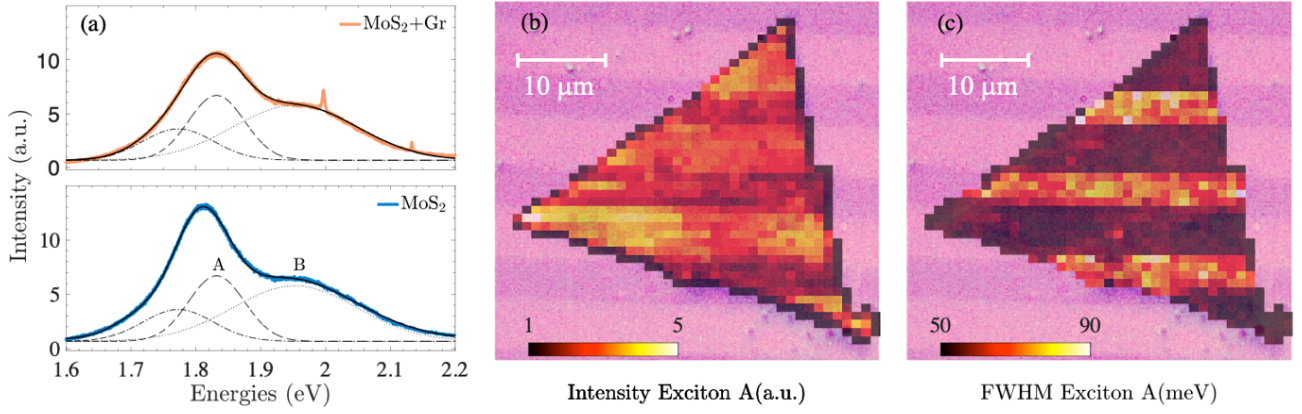 (a)
MoS2+Gr
10
5
0
MoS2
A
B
10
5
0
Intensity (a.u.)
1.6 1.7 1.8 1.9 2 2.1 2.2
Energies (eV)
(b)
10 μm
1 5
Intensity Exciton A(a.u.)
(c)
10 μm
50 90
FWHM Exciton A(meV)